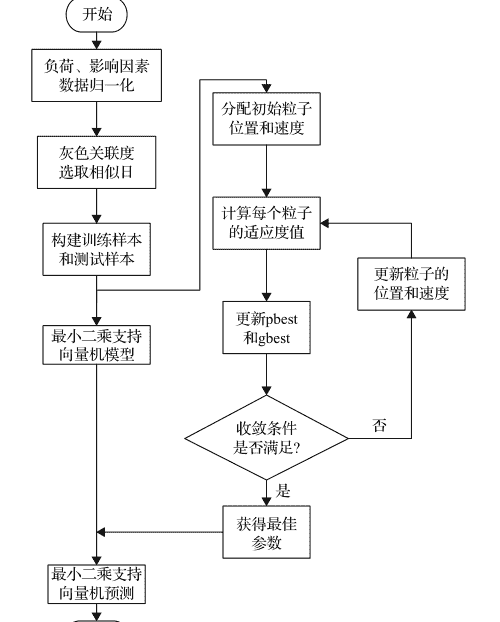 开始
负荷、影响因素
数据归一化
灰色关联度
选取相似日
构建训练样本
和测试样本
最小二乘支持
向量机模型
最小二乘支持
向量机预测
分配初始粒子
位置和速度
计算每个粒子
的适应度值
更新pbest
和gbest
收敛条件
是否满足?
是
获得最佳
参数
否
更新粒子的
位置和速度